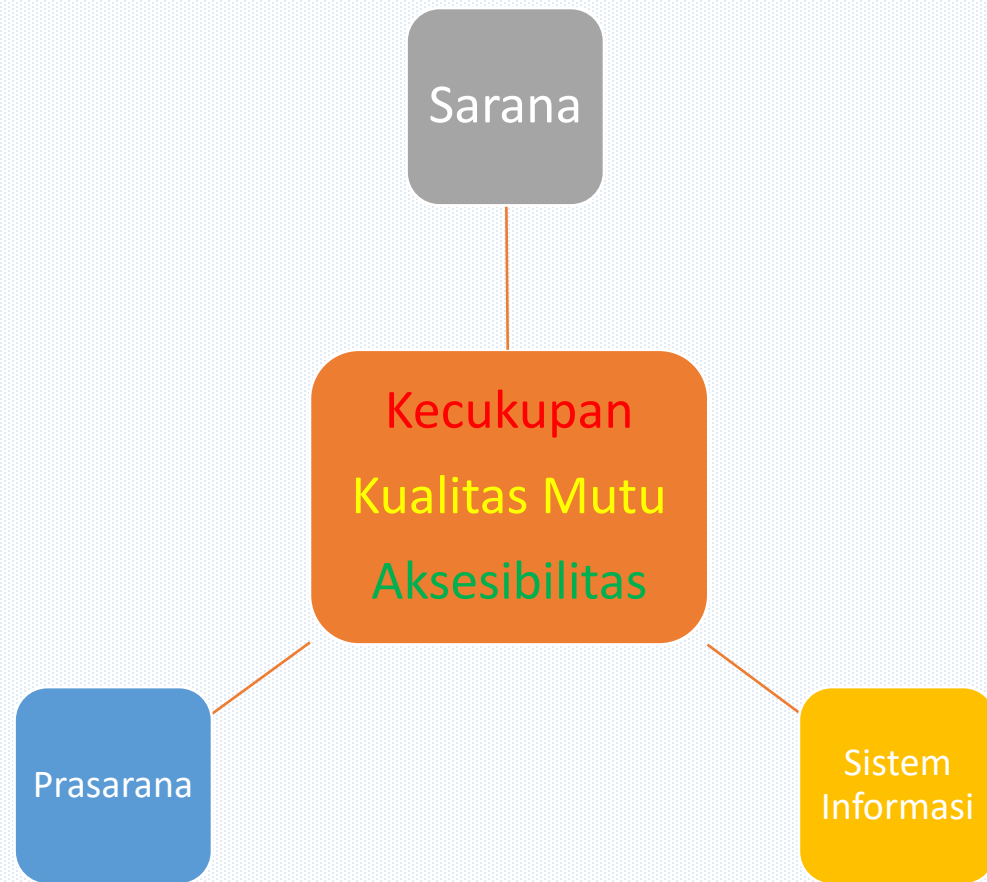 Sarana
Kecukupan
Kualitas Mutu
Aksesibilitas
Prasarana
Sistem
Informasi